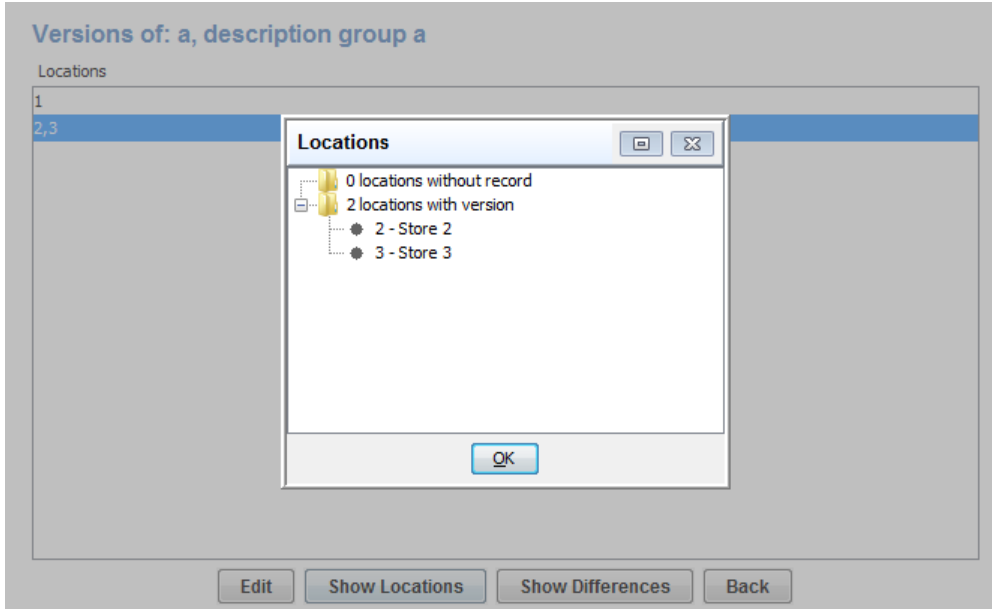 Versions of: a, description group a
Locations
1
2,3
Locations
0 locations without record
2 locations with version
2 - Store 2
3 - Store 3
OK
Edit Show Locations Show Differences Back